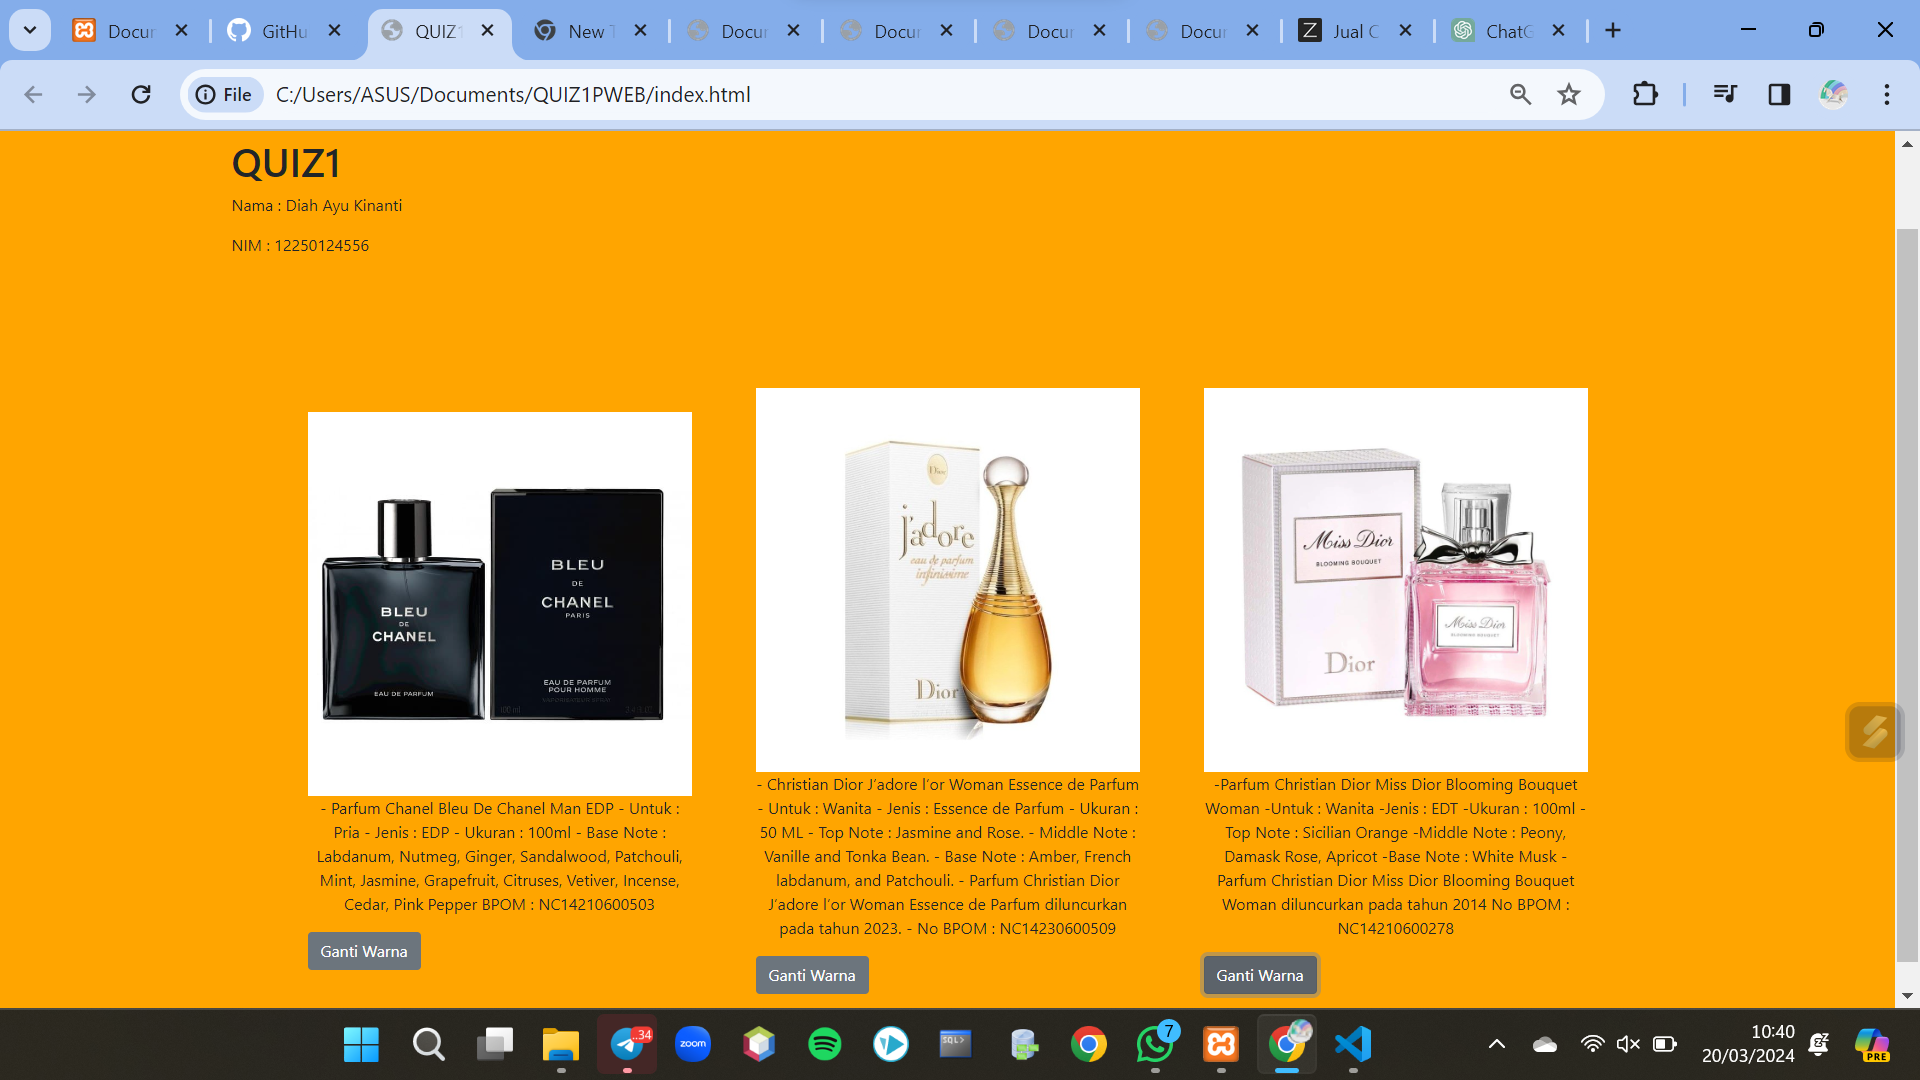 Docur
GitHu
QUIZ1
New T
Docur
Docur
Docur
Docur
Jual C
ChatG
File
C:/Users/ASUS/Documents/QUIZ1PWEB/index.html
QUIZ1
Nama : Diah Ayu Kinanti
NIM : 12250124556
BLEU
DE
CHANEL
EAU DE PARFUM
BLEU
DE
CHANEL
PARIS
EAU DE PARFUM
POUR HOMME
100 ml
- Parfum Chanel Bleu De Chanel Man EDP - Untuk :
Pria - Jenis : EDP - Ukuran : 100ml - Base Note :
Labdanum, Nutmeg, Ginger, Sandalwood, Patchouli,
Mint, Jasmine, Grapefruit, Citruses, Vetiver, Incense,
Cedar, Pink Pepper BPOM : NC14210600503
Ganti Warna
Dior
j'adore
eau de parfum
infinissime
Dior
- Christian Dior J'adore l'or Woman Essence de Parfum
- Untuk : Wanita - Jenis : Essence de Parfum - Ukuran :
50 ML - Top Note : Jasmine and Rose. - Middle Note :
Vanille and Tonka Bean. - Base Note : Amber, French
labdanum, and Patchouli. - Parfum Christian Dior
J'adore l'or Woman Essence de Parfum diluncurkan
pada tahun 2023. - No BPOM : NC14230600509
Ganti Warna
Miss Dior
BLOOMING BOUQUET
Dior
Miss Dior
BLOOMING BOUQUET
-Parfum Christian Dior Miss Dior Blooming Bouquet
Woman -Untuk : Wanita -Jenis : EDT -Ukuran : 100ml -
Top Note : Sicilian Orange -Middle Note : Peony,
Damask Rose, Apricot -Base Note : White Musk -
Parfum Christian Dior Miss Dior Blooming Bouquet
Woman diluncurkan pada tahun 2014 No BPOM :
NC14210600278
Ganti Warna
..34
zoom
SQL>
7
10:40
20/03/2024
PRE